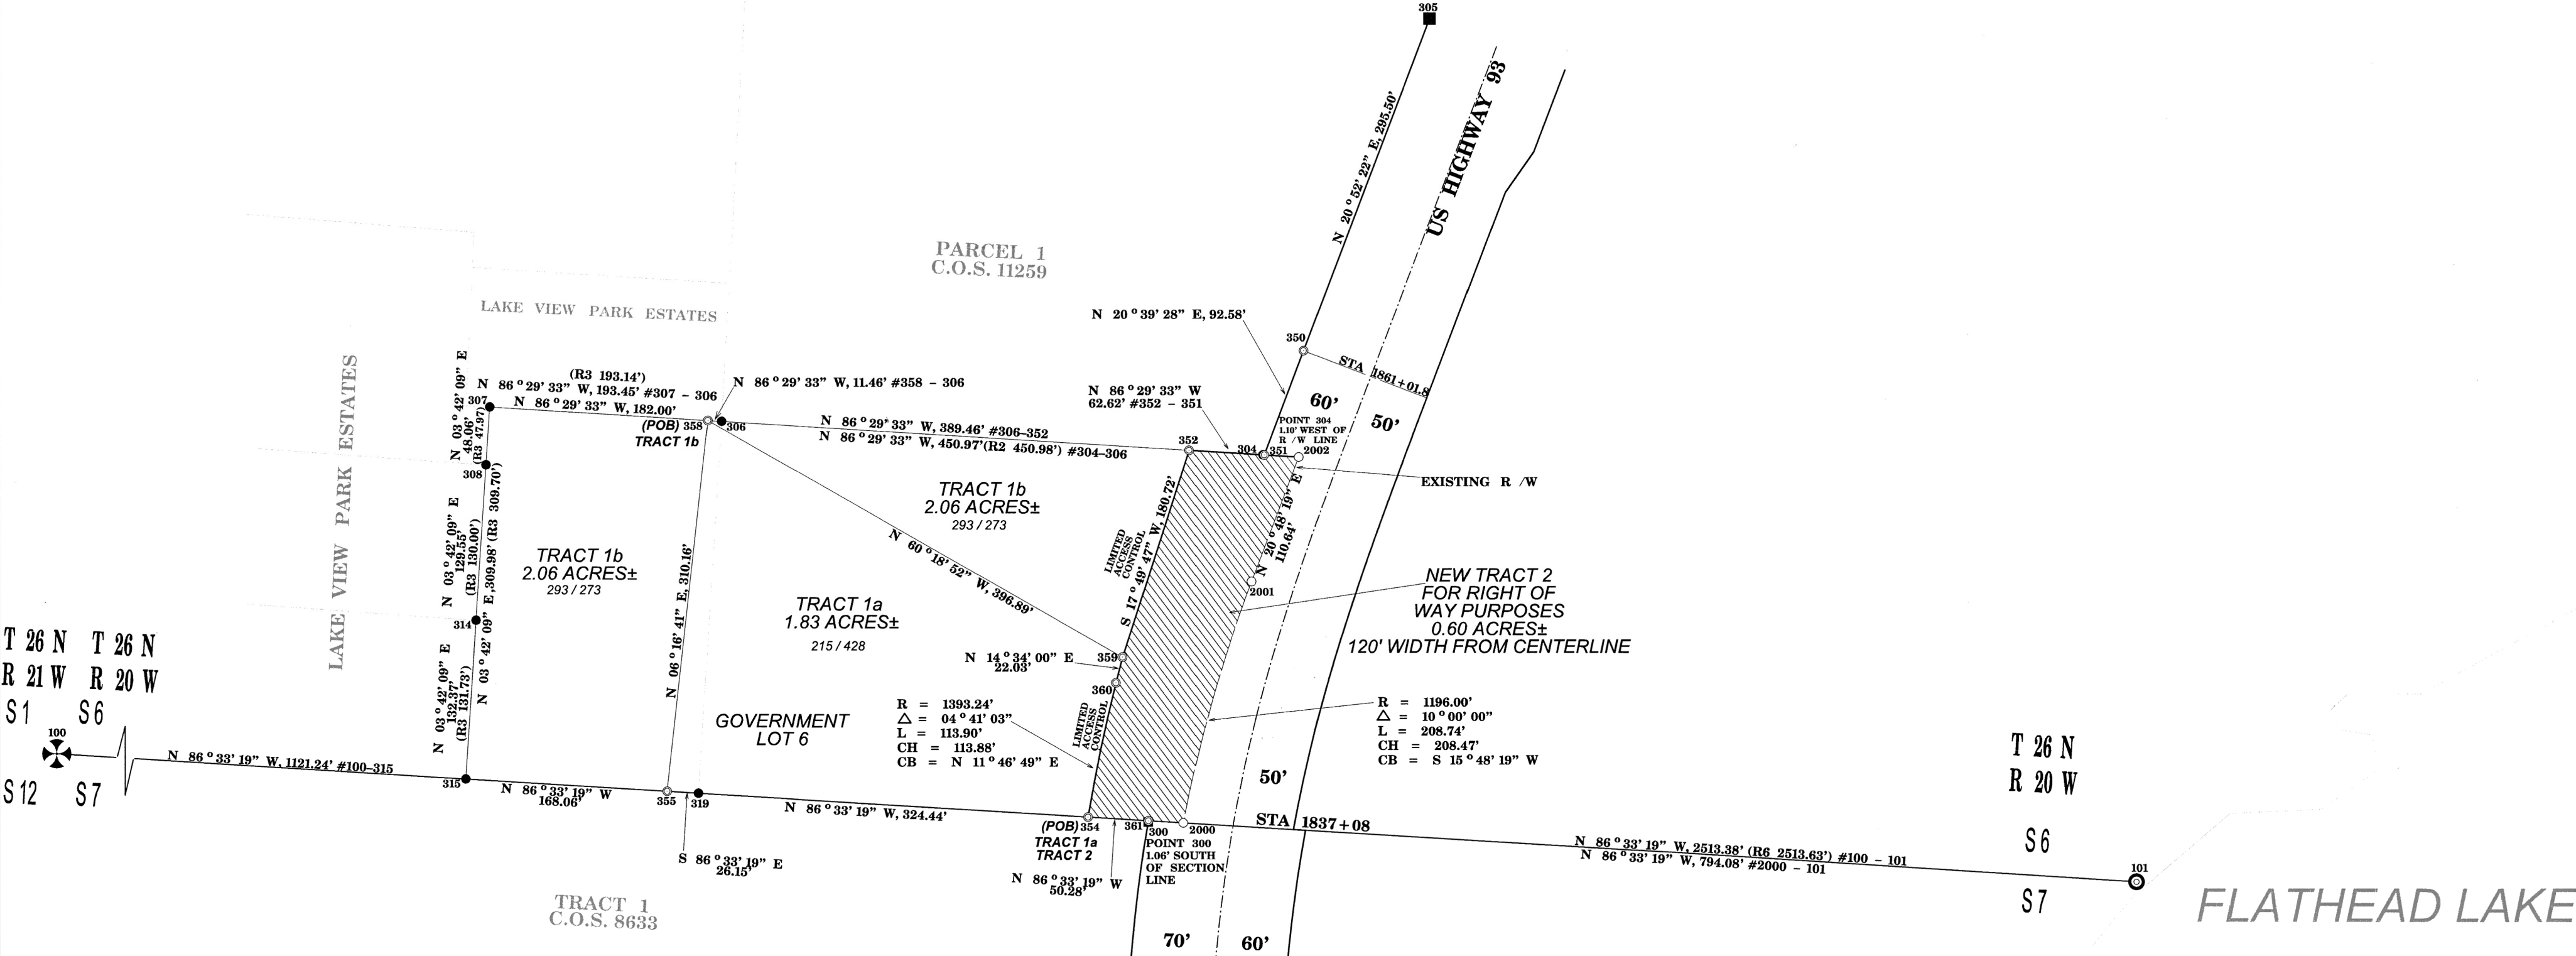 305
US HIGHWAY 93
N 20° 52' 22" E, 295.50'
PARCEL 1
C.O.S. 11259
LAKE VIEW PARK ESTATES
LAKE VIEW PARK ESTATES
N 20° 39' 28" E, 92.58'
350
STA 1861+01.8
60'
50'
(R3 193.14')
N 86° 29' 33" W, 193.45' #307 - 306
N 86° 29' 33" W, 182.00'
N 86° 29' 33" W, 11.46' #358 - 306
307
(POB) 358
TRACT 1b
306
N 86° 29' 33" W, 389.46' #306-352
N 86° 29' 33" W, 450.97' (R2 450.98') #304-306
N 86° 29' 33" W
62.62' #352 - 351
POINT 304
1.10' WEST OF
R /W LINE
352
304
351
2002
EXISTING R /W
N 03° 42' 09" E
48.06'
(R3 47.97)
308
N 03° 42' 09" E
129.55'
(R3 130.00')
314
N 03° 42' 09" E
132.37'
(R3 131.73')
N 03° 42' 09" E, 309.98' (R3 309.70')
TRACT 1b
2.06 ACRES±
293 / 273
N 06° 16' 41" E, 310.16'
TRACT 1b
2.06 ACRES±
293 / 273
N 60° 18' 52" W, 396.89'
TRACT 1a
1.83 ACRES±
215 / 428
LIMITED
ACCESS
CONTROL
S 17° 49' 47" W, 180.72'
N 20° 48' 19" E
110.64'
2001
NEW TRACT 2
FOR RIGHT OF
WAY PURPOSES
0.60 ACRES±
120' WIDTH FROM CENTERLINE
N 14° 34' 00" E
22.03'
359
360
R = 1393.24'
△ = 04° 41' 03"
L = 113.90'
CH = 113.88'
CB = N 11° 46' 49" E
LIMITED
ACCESS
CONTROL
R = 1196.00'
△ = 10° 00' 00"
L = 208.74'
CH = 208.47'
CB = S 15° 48' 19" W
GOVERNMENT
LOT 6
T 26 N T 26 N
R 21 W R 20 W
S 1 S 6
100
S 12 S 7
N 86° 33' 19" W, 1121.24' #100-315
315
N 86° 33' 19" W
168.06'
355
319
N 86° 33' 19" W, 324.44'
S 86° 33' 19" E
26.15'
(POB) 354
TRACT 1a
TRACT 2
N 86° 33' 19" W
50.28'
361
300
2000
POINT 300
1.06' SOUTH
OF SECTION
LINE
50'
STA 1837+08
70'
60'
N 86° 33' 19" W, 2513.38' (R6 2513.63') #100 - 101
N 86° 33' 19" W, 794.08' #2000 - 101
T 26 N
R 20 W
S 6
101
S 7
FLATHEAD LAKE
TRACT 1
C.O.S. 8633